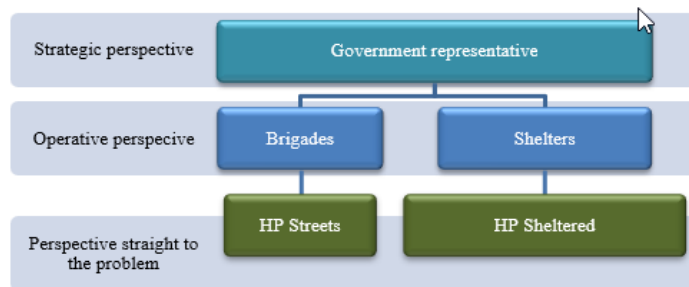 Strategic perspective
Government representative
Operative perspecive
Brigades
Shelters
HP Streets
HP Sheltered
Perspective straight to
the problem